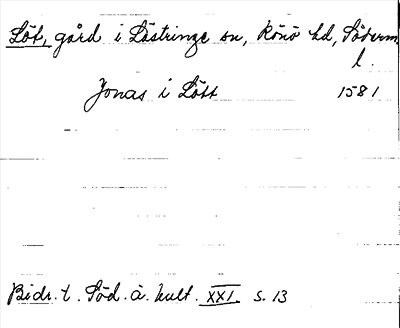 Löt, gård i Lästringe sn, Rönö hd, Söderm.
l.
Jonas i Lött 1581
Bidr. t. Söd. ä. kult. XXI s. 13